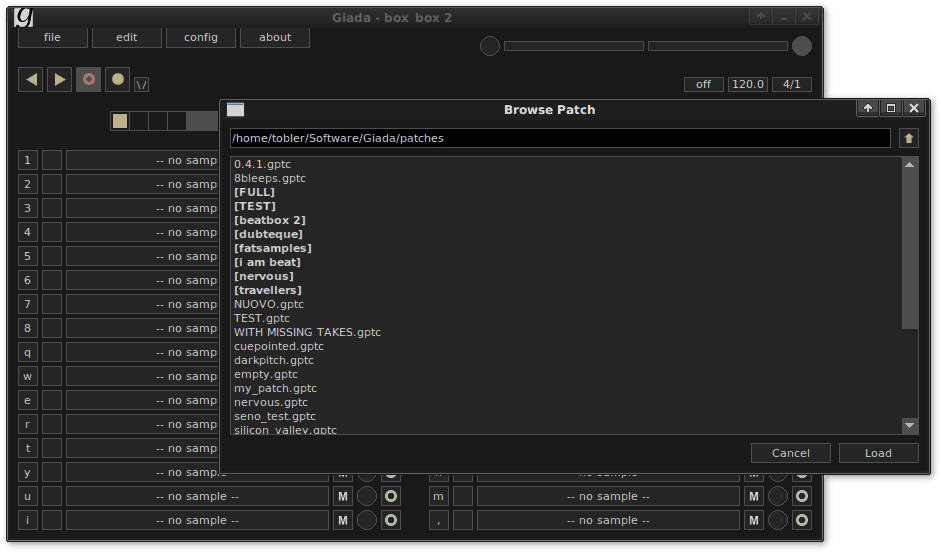 g Giada - box box 2
file edit config about
\/ off 120.0 4/1
Browse Patch
/home/tobler/Software/Giada/patches
0.4.1.gptc
8bleeps.gptc
[FULL]
[TEST]
[beatbox 2]
[dubteque]
[fatsamples]
[i am beat]
[nervous]
[travellers]
NUOVO.gptc
TEST.gptc
WITH MISSING TAKES.gptc
cuepointed.gptc
darkpitch.gptc
empty.gptc
my_patch.gptc
nervous.gptc
seno_test.gptc
silicon_valley.gptc
Cancel Load
1 -- no samp
2 -- no samp
3 -- no samp
4 -- no samp
5 -- no samp
6 -- no samp
7 -- no samp
8 -- no samp
q -- no samp
w -- no samp
e -- no samp
r -- no samp
t -- no samp
y -- no samp
u -- no sample -- M m -- no sample -- M
i -- no sample -- M , -- no sample -- M